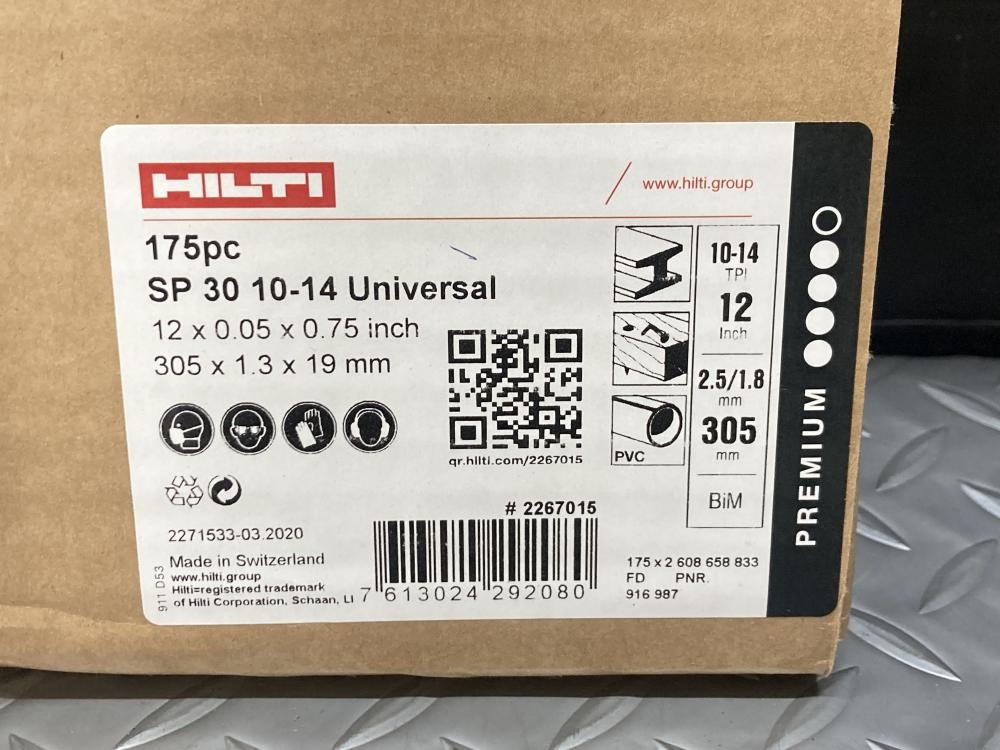 HILTI
www.hilti.group
175pc
SP 30 10-14 Universal
12 x 0.05 x 0.75 inch
305 x 1.3 x 19 mm
qr.hilti.com/2267015
PVC
10-14
TPI
12
Inch
2.5/1.8
mm
305
mm
BiM
PREMIUM
# 2267015
2271533-03.2020
Made in Switzerland
www.hilti.group
Hilti=registered trademark
of Hilti Corporation, Schaan, LI
911 D53
7 613024 292080
175 x 2 608 658 833
FD PNR.
916 987